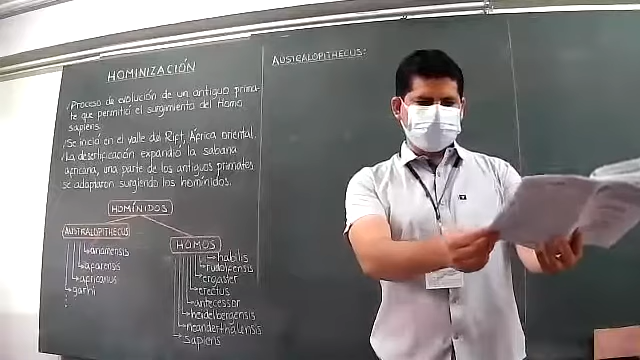 HOMINIZACIÓN
Proceso de evolución de un antiguo prima-
te que permitió el surgimiento del Homo
sapiens.
Se inició en el valle del Rift, África oriental.
La desertificación expandió la sabana
africana, una parte de los antiguos primates
se adaptaron surgiendo los homínidos.
HOMÍNIDOS
AUSTRALOPITHECUS
anamensis
afarensis
africanus
garhi
HOMOS
habilis
rudolfensis
ergaster
erectus
antecessor
heidelbergensis
neanderthalensis
sapiens
AUSTRALOPITHECUS: